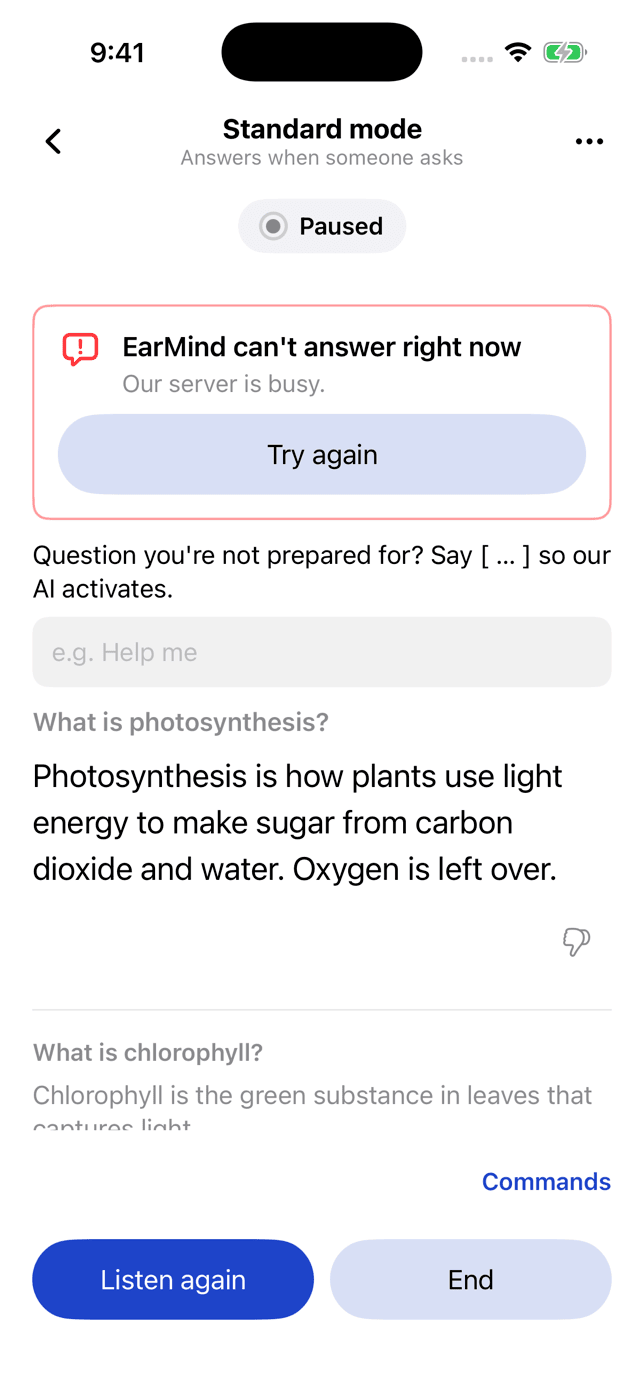 9:41
Standard mode
Answers when someone asks
Paused
EarMind can't answer right now
Our server is busy.
Try again
Question you're not prepared for? Say [ ... ] so our
AI activates.
e.g. Help me
What is photosynthesis?
Photosynthesis is how plants use light
energy to make sugar from carbon
dioxide and water. Oxygen is left over.
What is chlorophyll?
Chlorophyll is the green substance in leaves that
captures light
Commands
Listen again
End